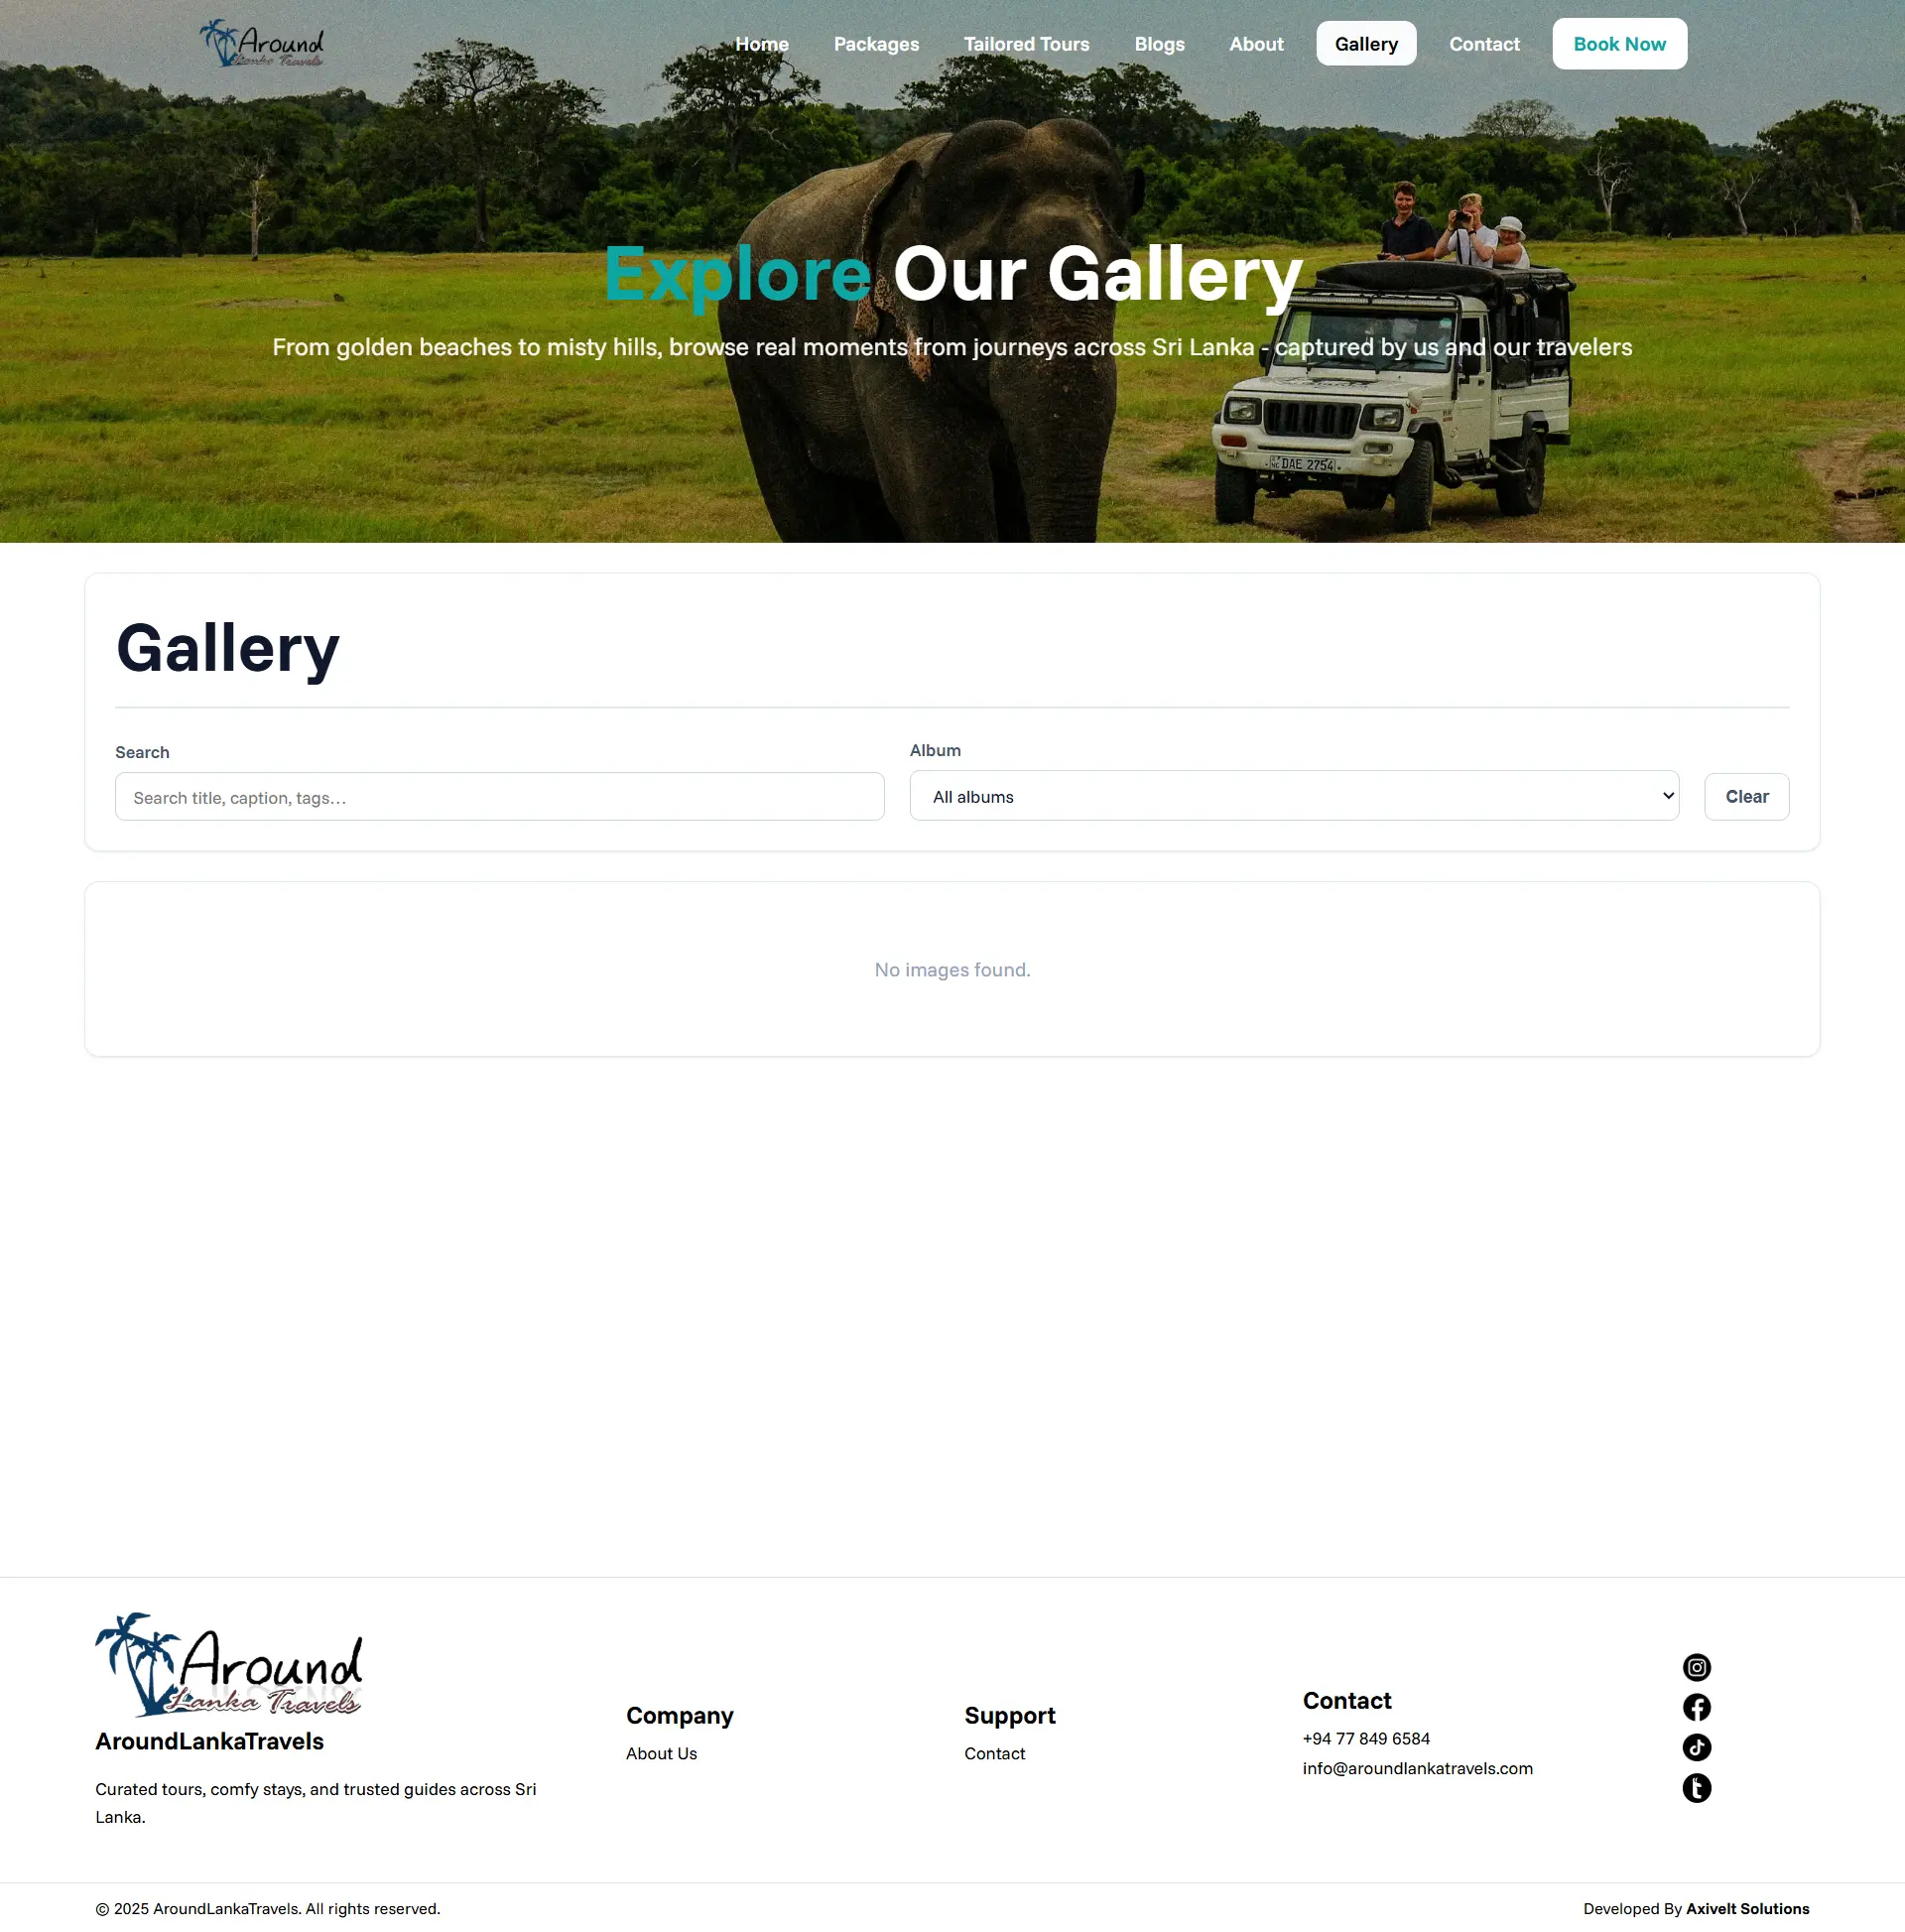 Around
Lanka Travels
Home
Packages
Tailored Tours
Blogs
About
Gallery
Contact
Book Now
Explore Our Gallery
From golden beaches to misty hills, browse real moments from journeys across Sri Lanka - captured by us and our travelers
DAE 2754
Gallery
Search
Search title, caption, tags...
Album
All albums
Clear
No images found.
Around
Lanka Travels
AroundLankaTravels
Curated tours, comfy stays, and trusted guides across Sri
Lanka.
Company
About Us
Support
Contact
Contact
+94 77 849 6584
info@aroundlankatravels.com
© 2025 AroundLankaTravels. All rights reserved.
Developed By Axivelt Solutions